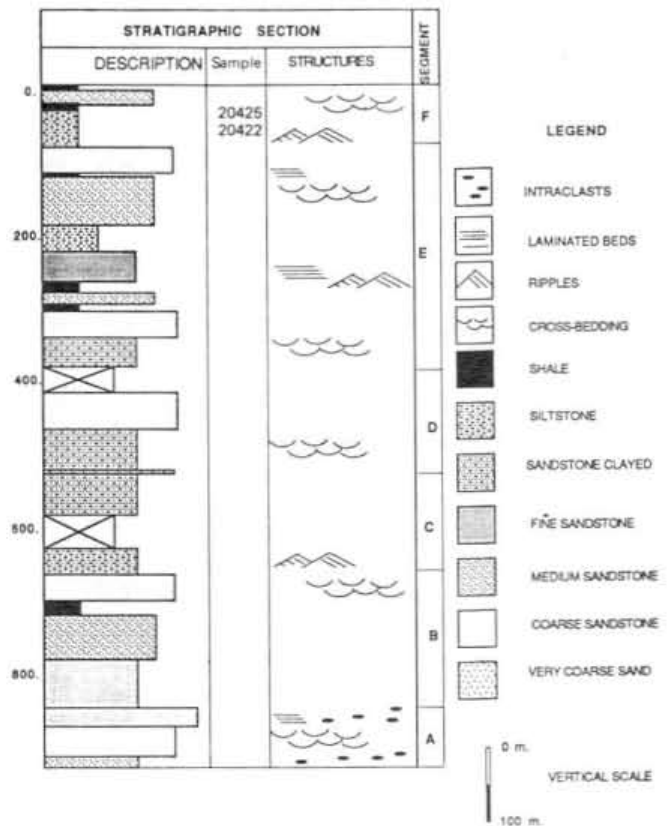 STRATIGRAPHIC SECTION
DESCRIPTION Sample STRUCTURES SEGMENT
0.
20425
20422
F
200.
E
400.
D
600.
C
B
800.
A
LEGEND
INTRACLASTS
LAMINATED BEDS
RIPPLES
CROSS-BEDDING
SHALE
SILTSTONE
SANDSTONE CLAYED
FINE SANDSTONE
MEDIUM SANDSTONE
COARSE SANDSTONE
VERY COARSE SAND
0 m.
VERTICAL SCALE
100 m.